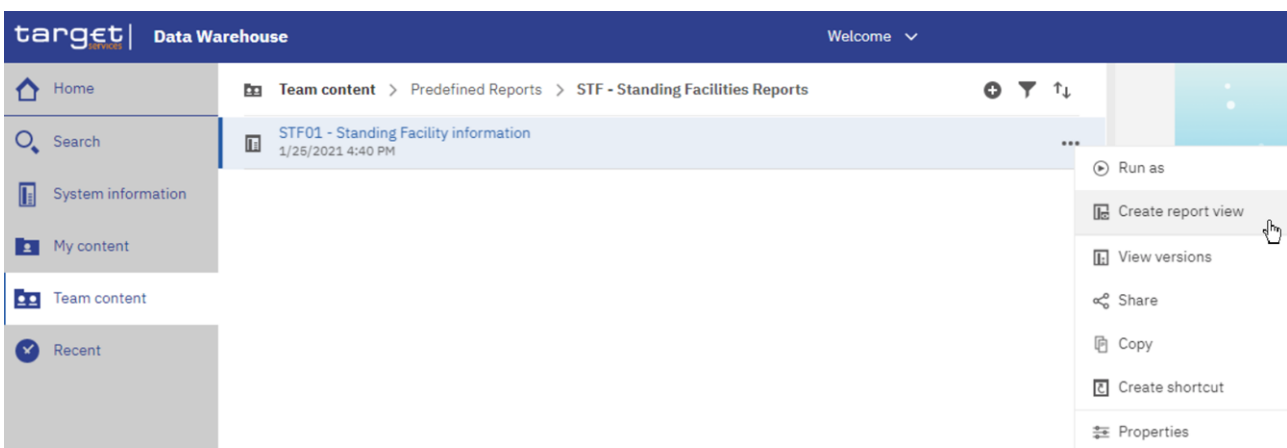 target| Data Warehouse Welcome
services
Home
Team content > Predefined Reports > STF - Standing Facilities Reports
Search
STF01 - Standing Facility information
1/25/2021 4:40 PM
System information
My content
Team content
Recent
Run as
Create report view
View versions
Share
Copy
Create shortcut
Properties